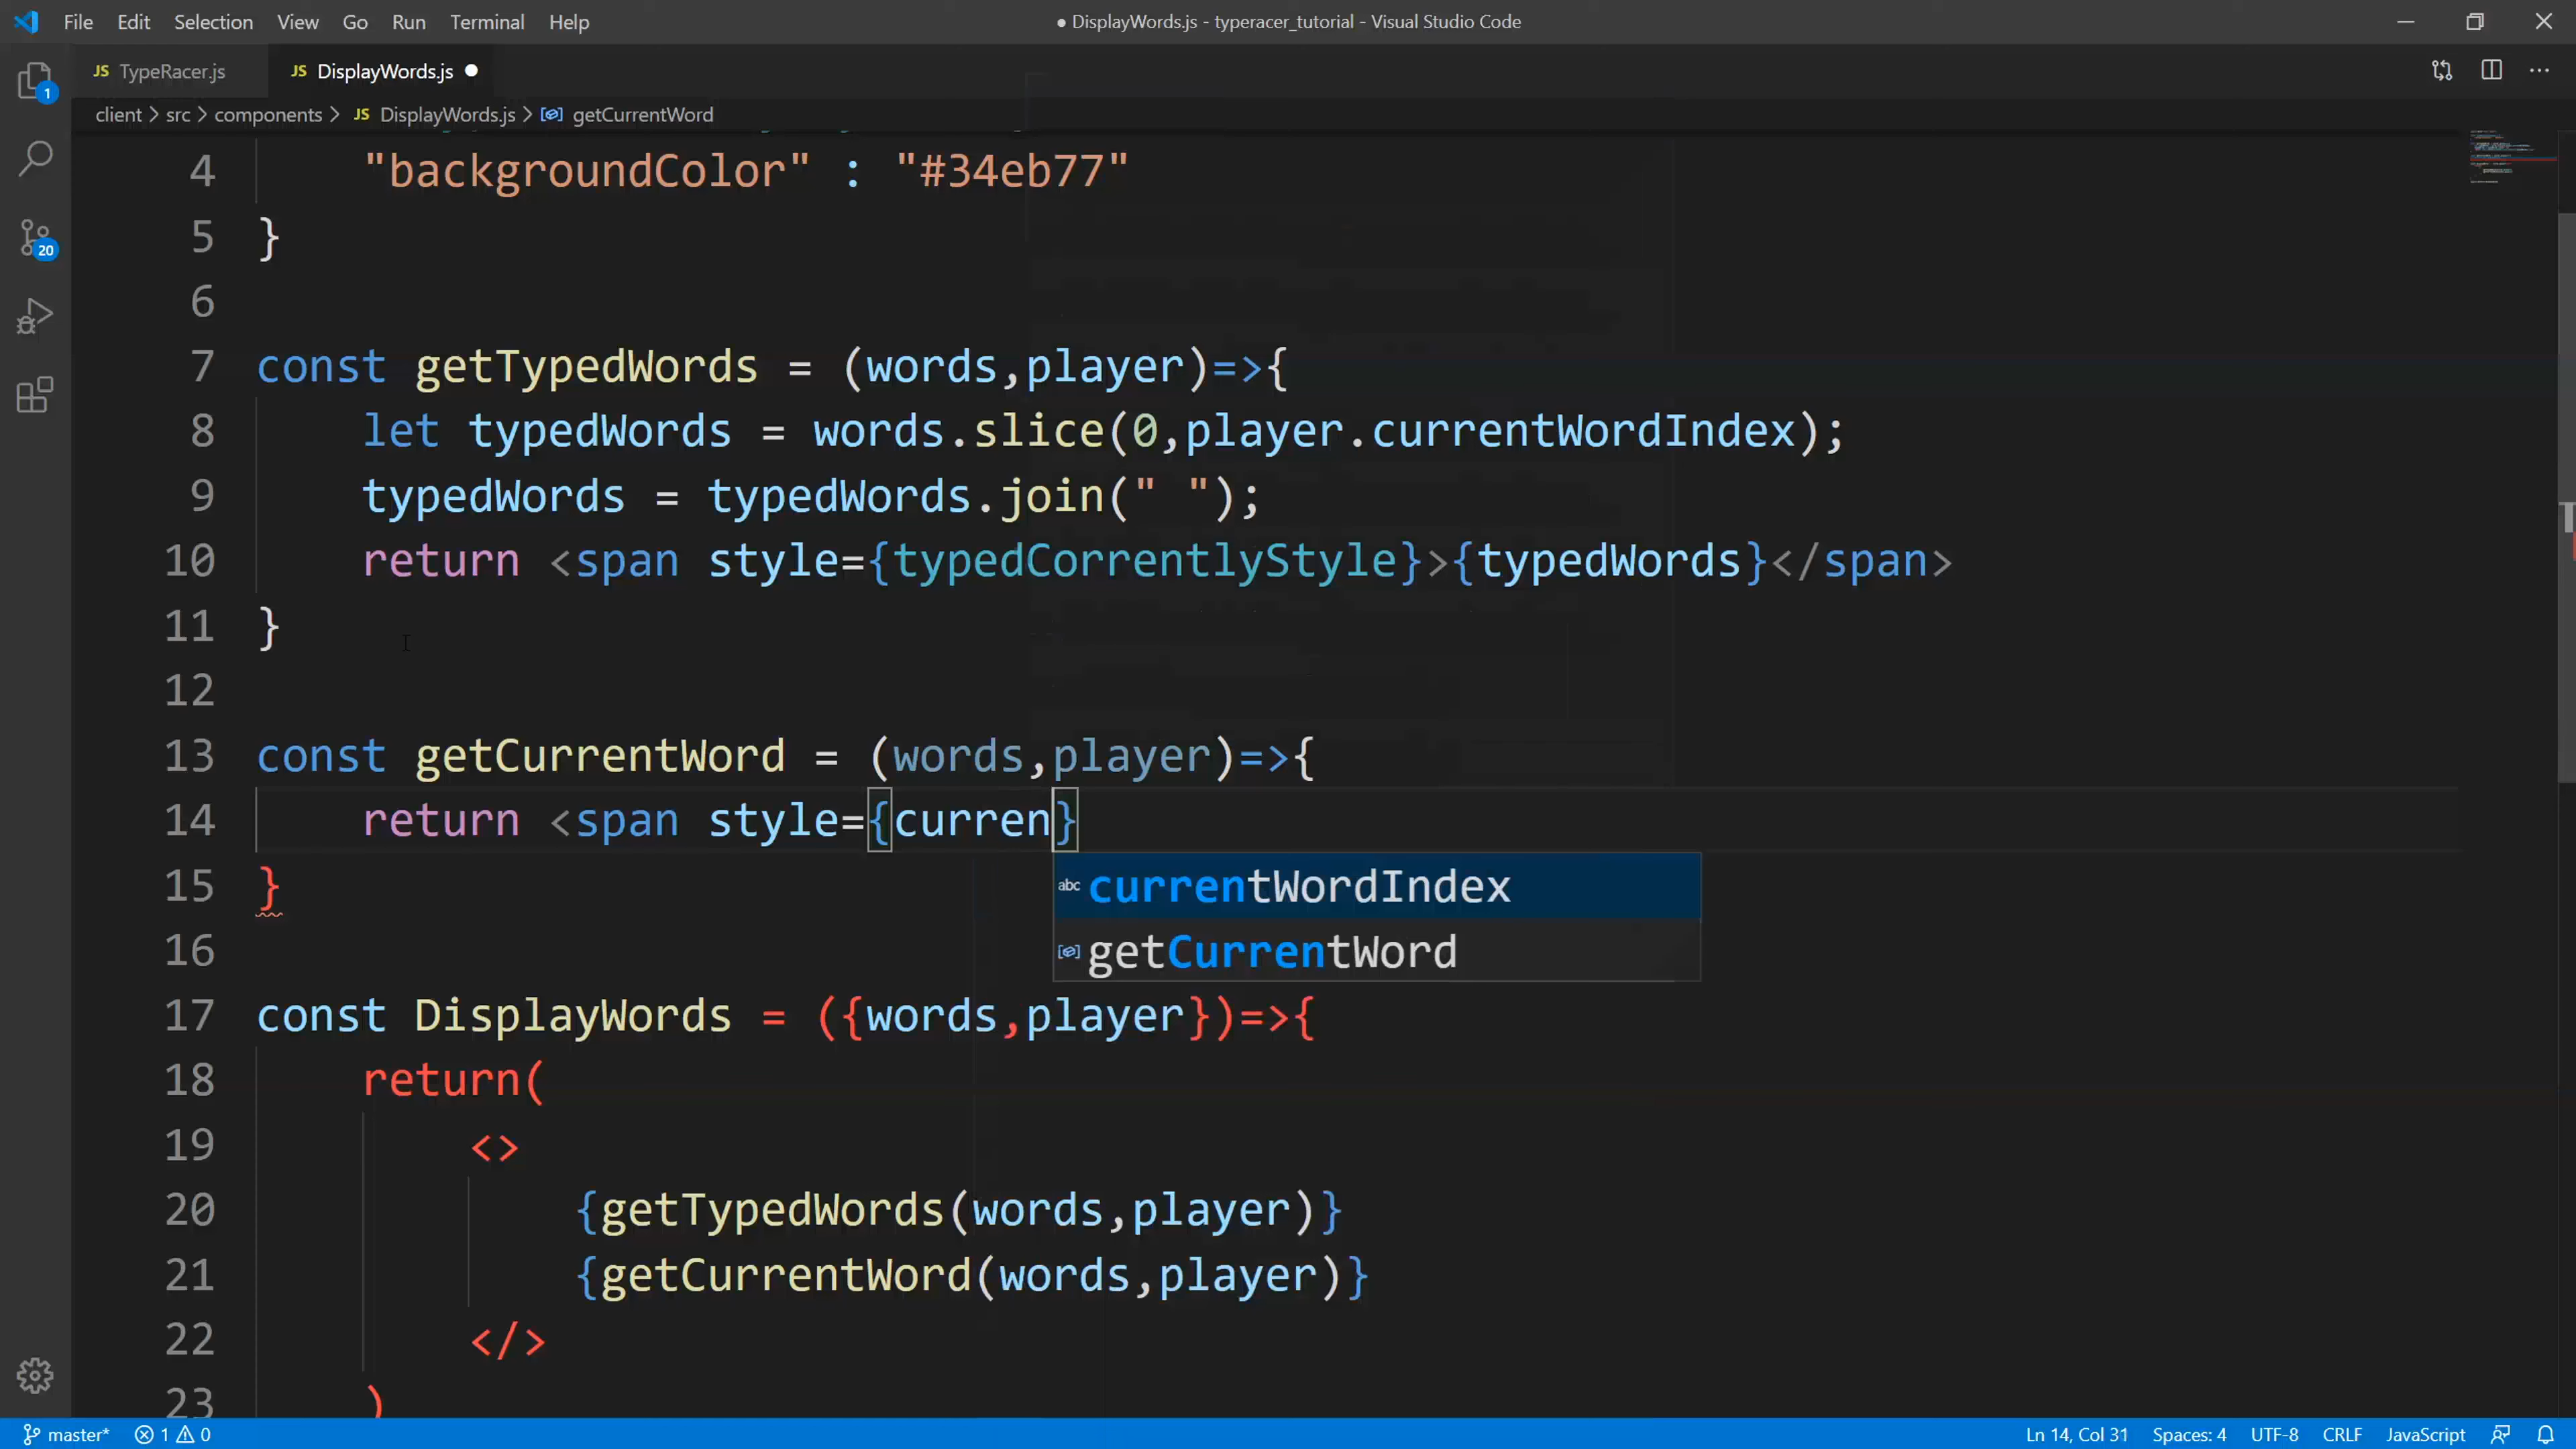 File Edit Selection View Go Run Terminal Help
● DisplayWords.js - typeracer_tutorial - Visual Studio Code
JS TypeRacer.js
JS DisplayWords.js ●
client > src > components > JS DisplayWords.js > getCurrentWord
1
20
4 "backgroundColor" : "#34eb77"
5 }
6
7 const getTypedWords = (words,player)=>{
8 let typedWords = words.slice(0,player.currentWordIndex);
9 typedWords = typedWords.join(" ");
10 return <span style={typedCorrentlyStyle}>{typedWords}</span>
11 }
12
13 const getCurrentWord = (words,player)=>{
14 return <span style={curren}
abc currentWordIndex
getCurrentWord
15 }
16
17 const DisplayWords = ({words,player})=>{
18 return(
19 <>
20 {getTypedWords(words,player)}
21 {getCurrentWord(words,player)}
22 </>
23 )
master* 1 0
Ln 14, Col 31 Spaces: 4 UTF-8 CRLF JavaScript